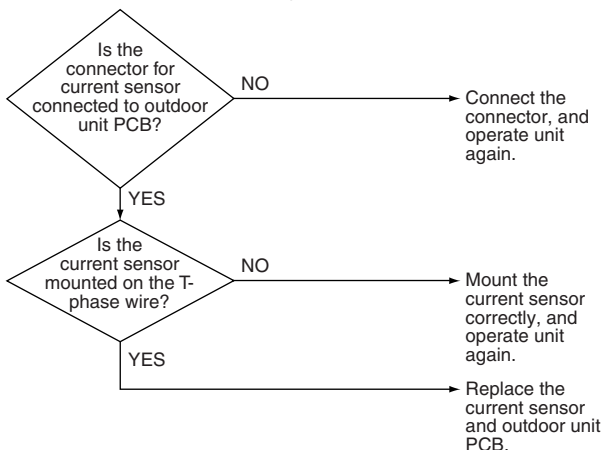 Is the
connector for
current sensor
connected to outdoor
unit PCB?
NO
Connect the
connector, and
operate unit
again.
YES
Is the
current sensor
mounted on the T-
phase wire?
NO
Mount the
current sensor
correctly, and
operate unit
again.
YES
Replace the
current sensor
and outdoor unit
PCB.